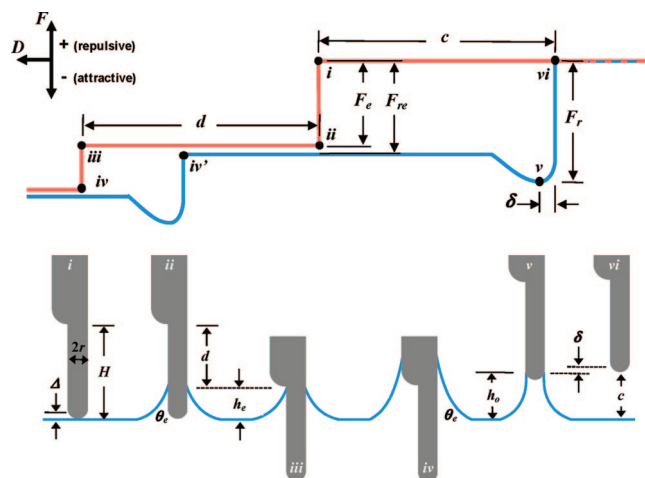 F
D
+ (repulsive)
- (attractive)
c
i
vi
F_e
F_re
F_r
d
ii
iii
iv'
iv
v
δ
i
ii
v
vi
2r
H
d
δ
Δ
h_e
h_o
c
θ_e
θ_e
iii
iv